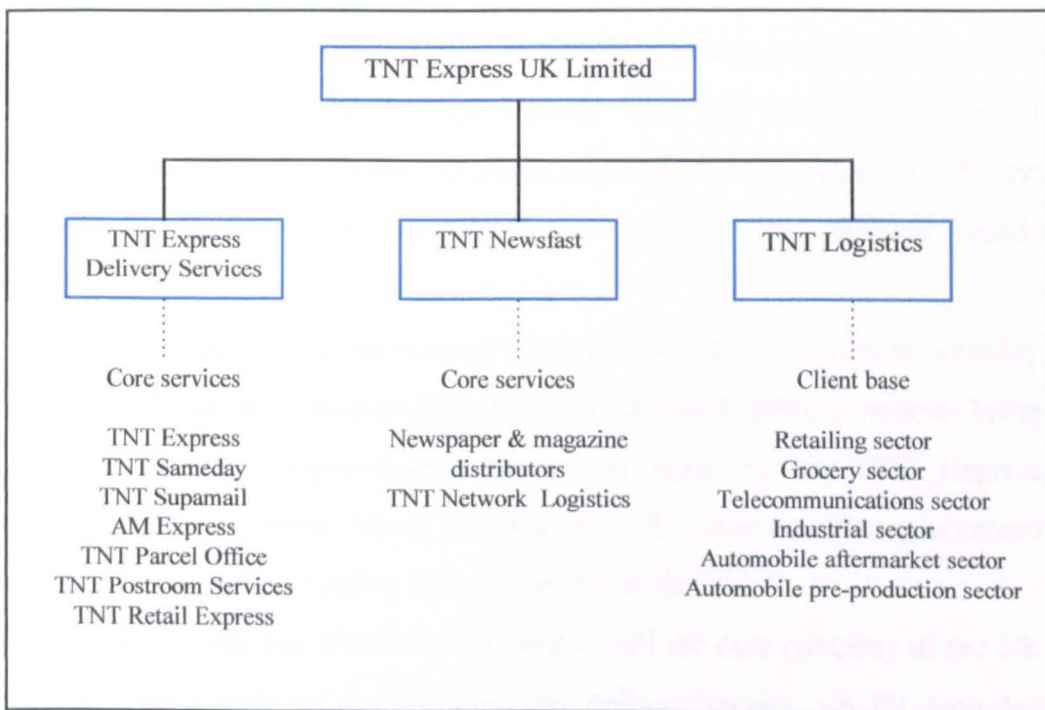 TNT Express UK Limited
TNT Express
Delivery Services
TNT Newsfast
TNT Logistics
Core services
TNT Express
TNT Sameday
TNT Supamail
AM Express
TNT Parcel Office
TNT Postroom Services
TNT Retail Express
Core services
Newspaper & magazine
distributors
TNT Network Logistics
Client base
Retailing sector
Grocery sector
Telecommunications sector
Industrial sector
Automobile aftermarket sector
Automobile pre-production sector